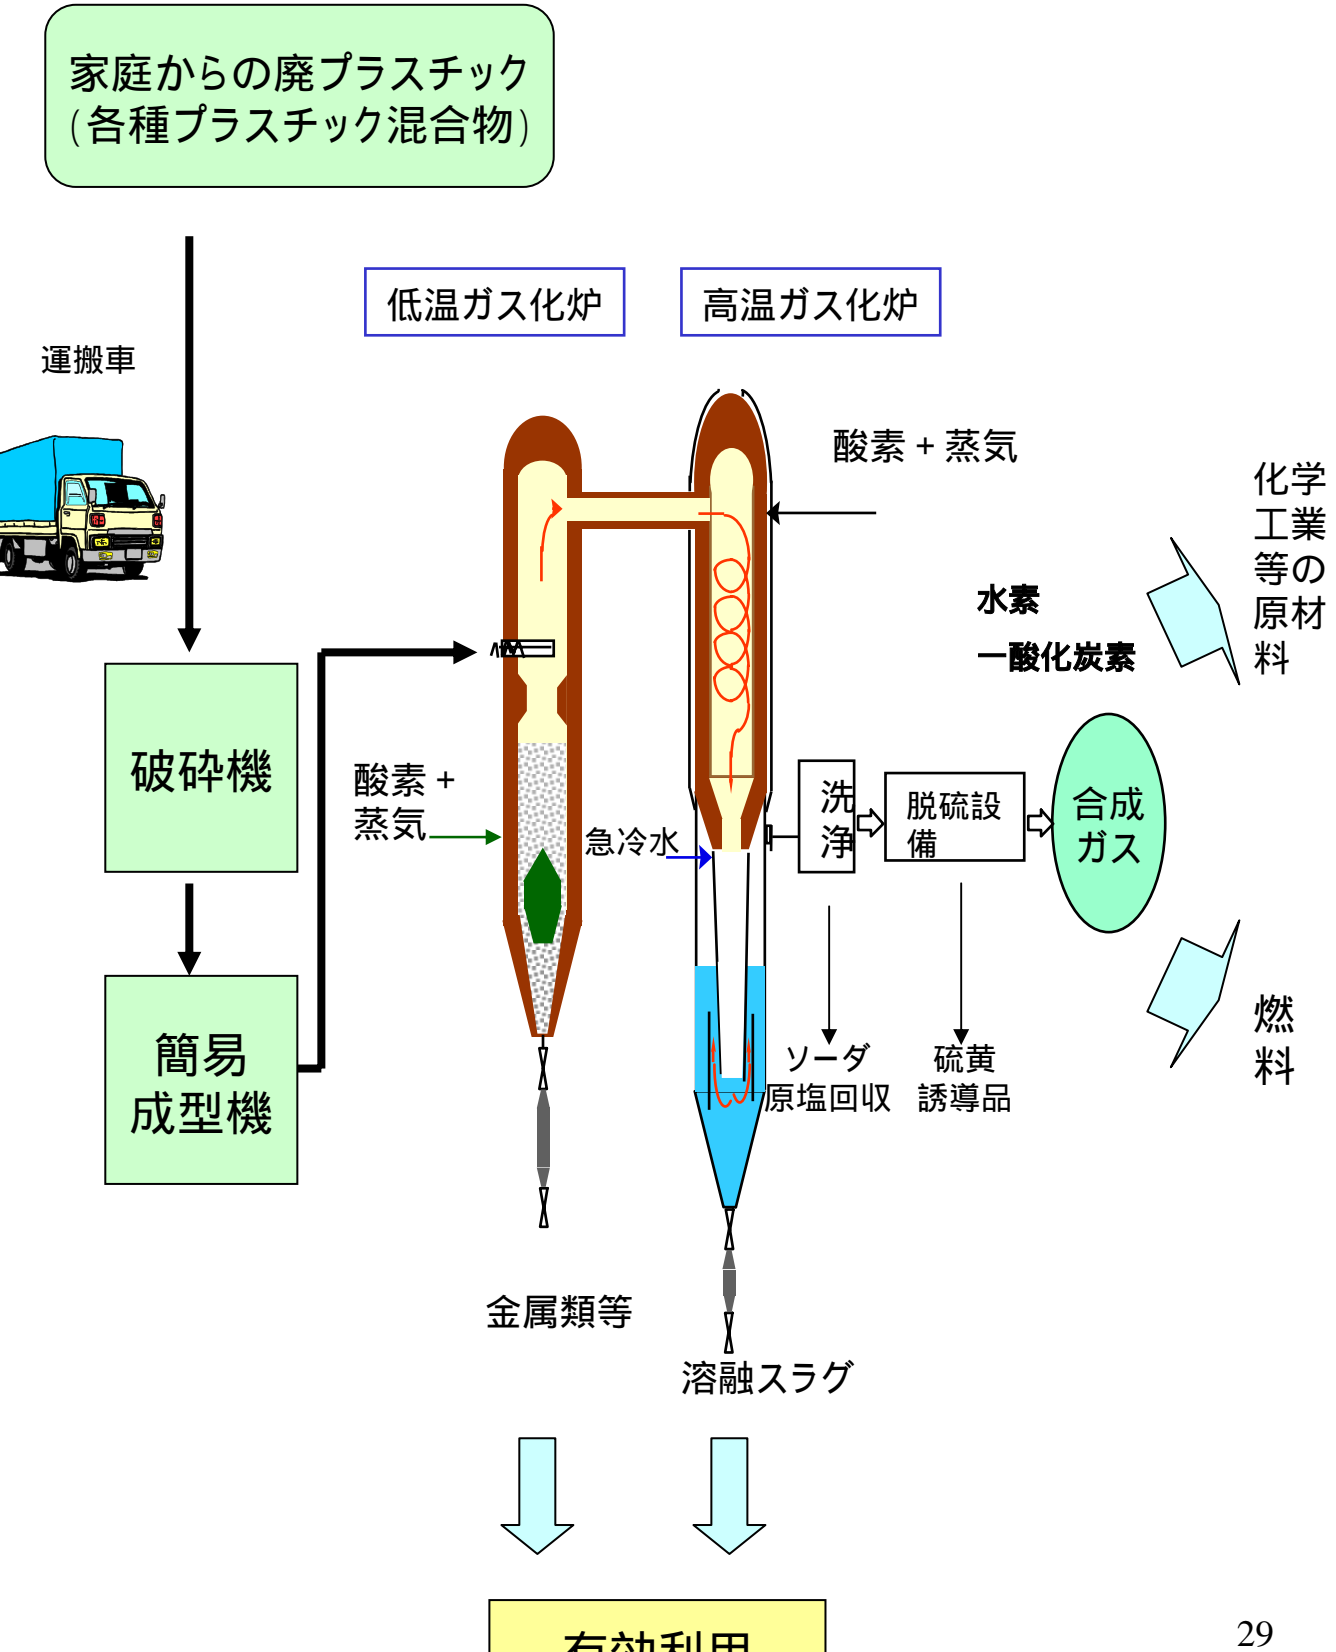 家庭からの廃プラスチック
(各種プラスチック混合物)
低温ガス化炉
高温ガス化炉
運搬車
酸素 + 蒸気
化学
工業
等の
原材
料
水素
一酸化炭素
破砕機
酸素 +
蒸気
急冷水
洗
浄
脱硫設
備
合成
ガス
簡易
成型機
ソーダ
原塩回収
硫黄
誘導品
燃
料
金属類等
溶融スラグ
有効利用
29